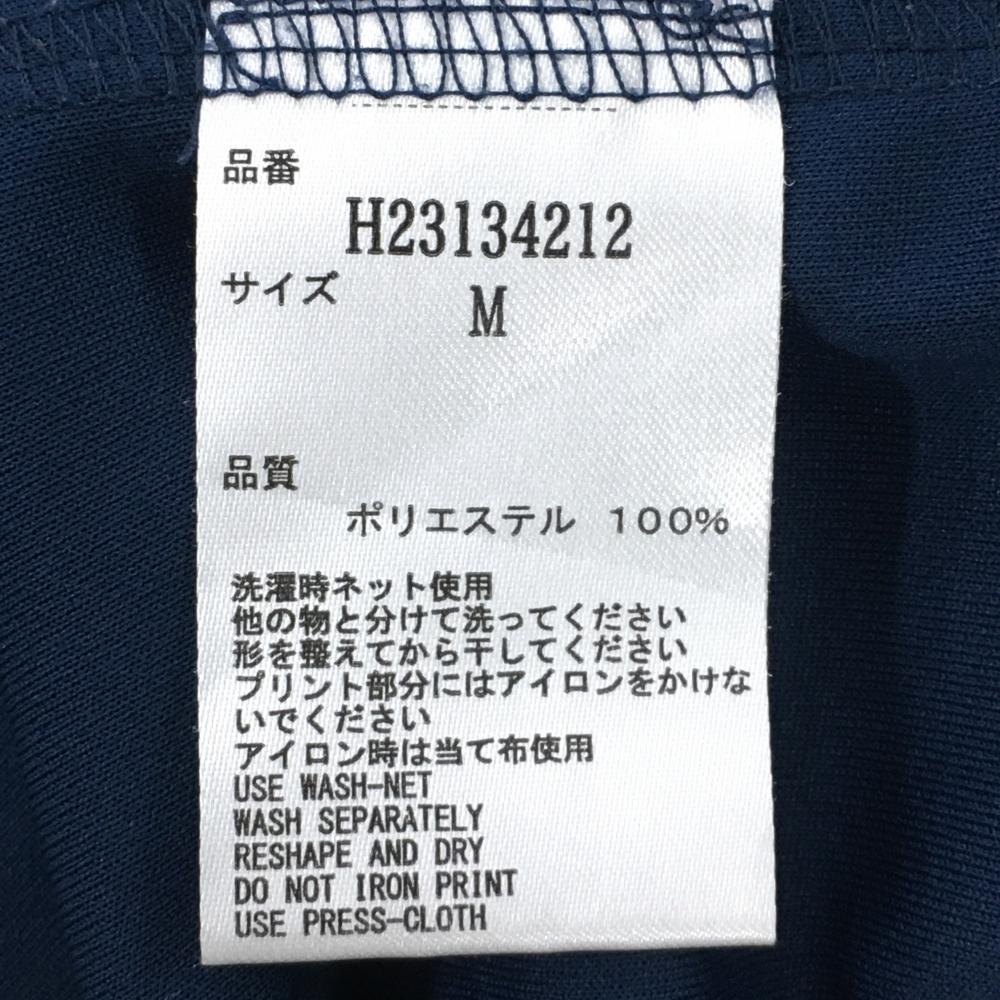 品番
H23134212
サイズ
M
品質
ポリエステル １００％
洗濯時ネット使用
他の物と分けて洗ってください
形を整えてから干してください
プリント部分にはアイロンをかけな
いでください
アイロン時は当て布使用
USE WASH-NET
WASH SEPARATELY
RESHAPE AND DRY
DO NOT IRON PRINT
USE PRESS-CLOTH